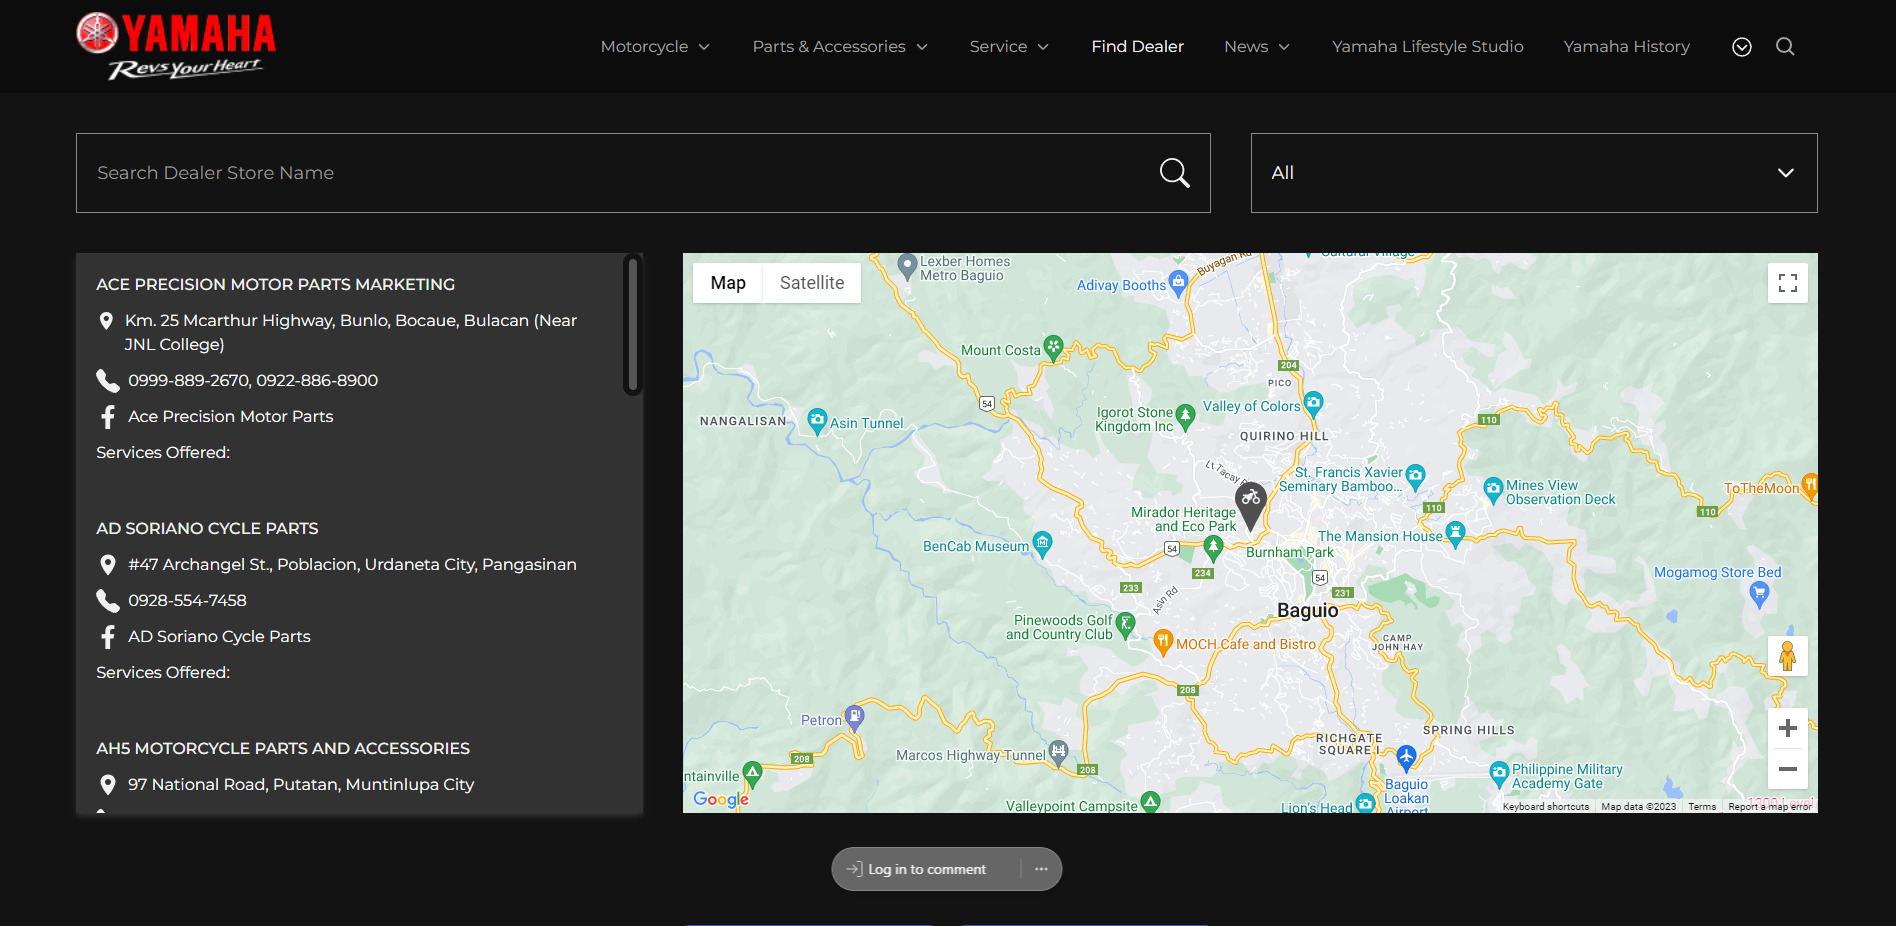 YAMAHA
Revs Your Heart
Motorcycle
Parts & Accessories
Service
Find Dealer
News
Yamaha Lifestyle Studio
Yamaha History
Search Dealer Store Name
All
ACE PRECISION MOTOR PARTS MARKETING
Km. 25 Mcarthur Highway, Bunlo, Bocaue, Bulacan (Near
JNL College)
0999-889-2670, 0922-886-8900
Ace Precision Motor Parts
Services Offered:
AD SORIANO CYCLE PARTS
#47 Archangel St., Poblacion, Urdaneta City, Pangasinan
0928-554-7458
AD Soriano Cycle Parts
Services Offered:
AH5 MOTORCYCLE PARTS AND ACCESSORIES
97 National Road, Putatan, Muntinlupa City
Map
Satellite
Lexber Homes
Metro Baguio
Buyagan Rd
Cultural Village
Adivay Booths
Mount Costa
204
PICO
54
Igorot Stone
Kingdom Inc
Valley of Colors
NANGALISAN
Asin Tunnel
110
QUIRINO HILL
Lt Tacay
St. Francis Xavier
Seminary Bamboo...
Mines View
Observation Deck
ToTheMoon
110
110
Mirador Heritage
and Eco Park
The Mansion House
BenCab Museum
54
Burnham Park
234
233
54
231
Asin Rd
Mogamog Store Bed
Baguio
Pinewoods Golf
and Country Club
MOCH Cafe and Bistro
CAMP
JOHN HAY
208
Petron
SPRING HILLS
RICHGATE
SQUARE I
Marcos Highway Tunnel
208
208
ntainville
Philippine Military
Academy Gate
Baguio
Loakan
Airport
Google
Valleypoint Campsite
Lion's Head
1300 Level
Keyboard shortcuts
Map data ©2023
Terms
Report a map error
Log in to comment